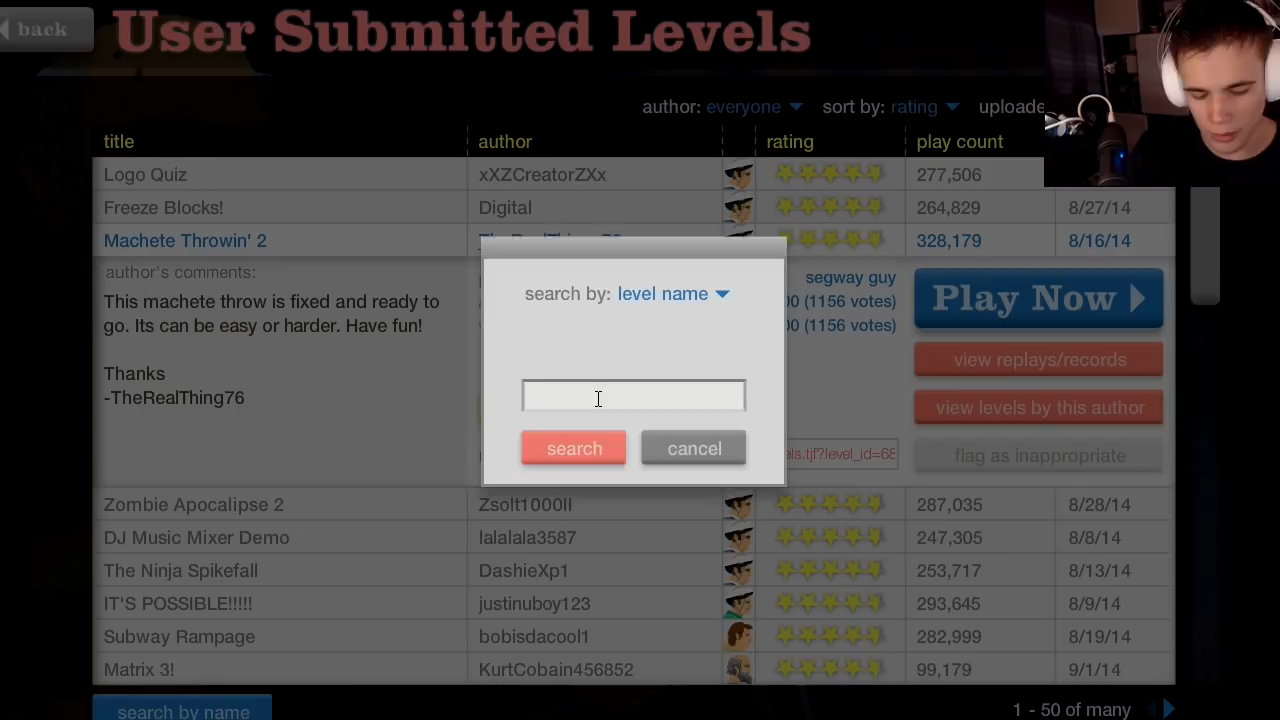 back
User Submitted Levels
author: everyone sort by: rating
title author rating play count
Logo Quiz xXZCreatorZXx 277,506
Freeze Blocks! Digital 264,829 8/27/14
Machete Throwin' 2 328,179 8/16/14
author's comments:
This machete throw is fixed and ready to
go. Its can be easy or harder. Have fun!
Thanks
-TheRealThing76
segway guy
00 (1156 votes)
00 (1156 votes)
Play Now
view replays/records
view levels by this author
els.tjf?level_id=68
flag as inappropriate
search by: level name
search cancel
Zombie Apocalipse 2 Zsolt1000ll 287,035 8/28/14
DJ Music Mixer Demo lalalala3587 247,305 8/8/14
The Ninja Spikefall DashieXp1 253,717 8/13/14
IT'S POSSIBLE!!!!! justinuboy123 293,645 8/9/14
Subway Rampage bobisdacool1 282,999 8/19/14
Matrix 3! KurtCobain456852 99,179 9/1/14
search by name
1 - 50 of many